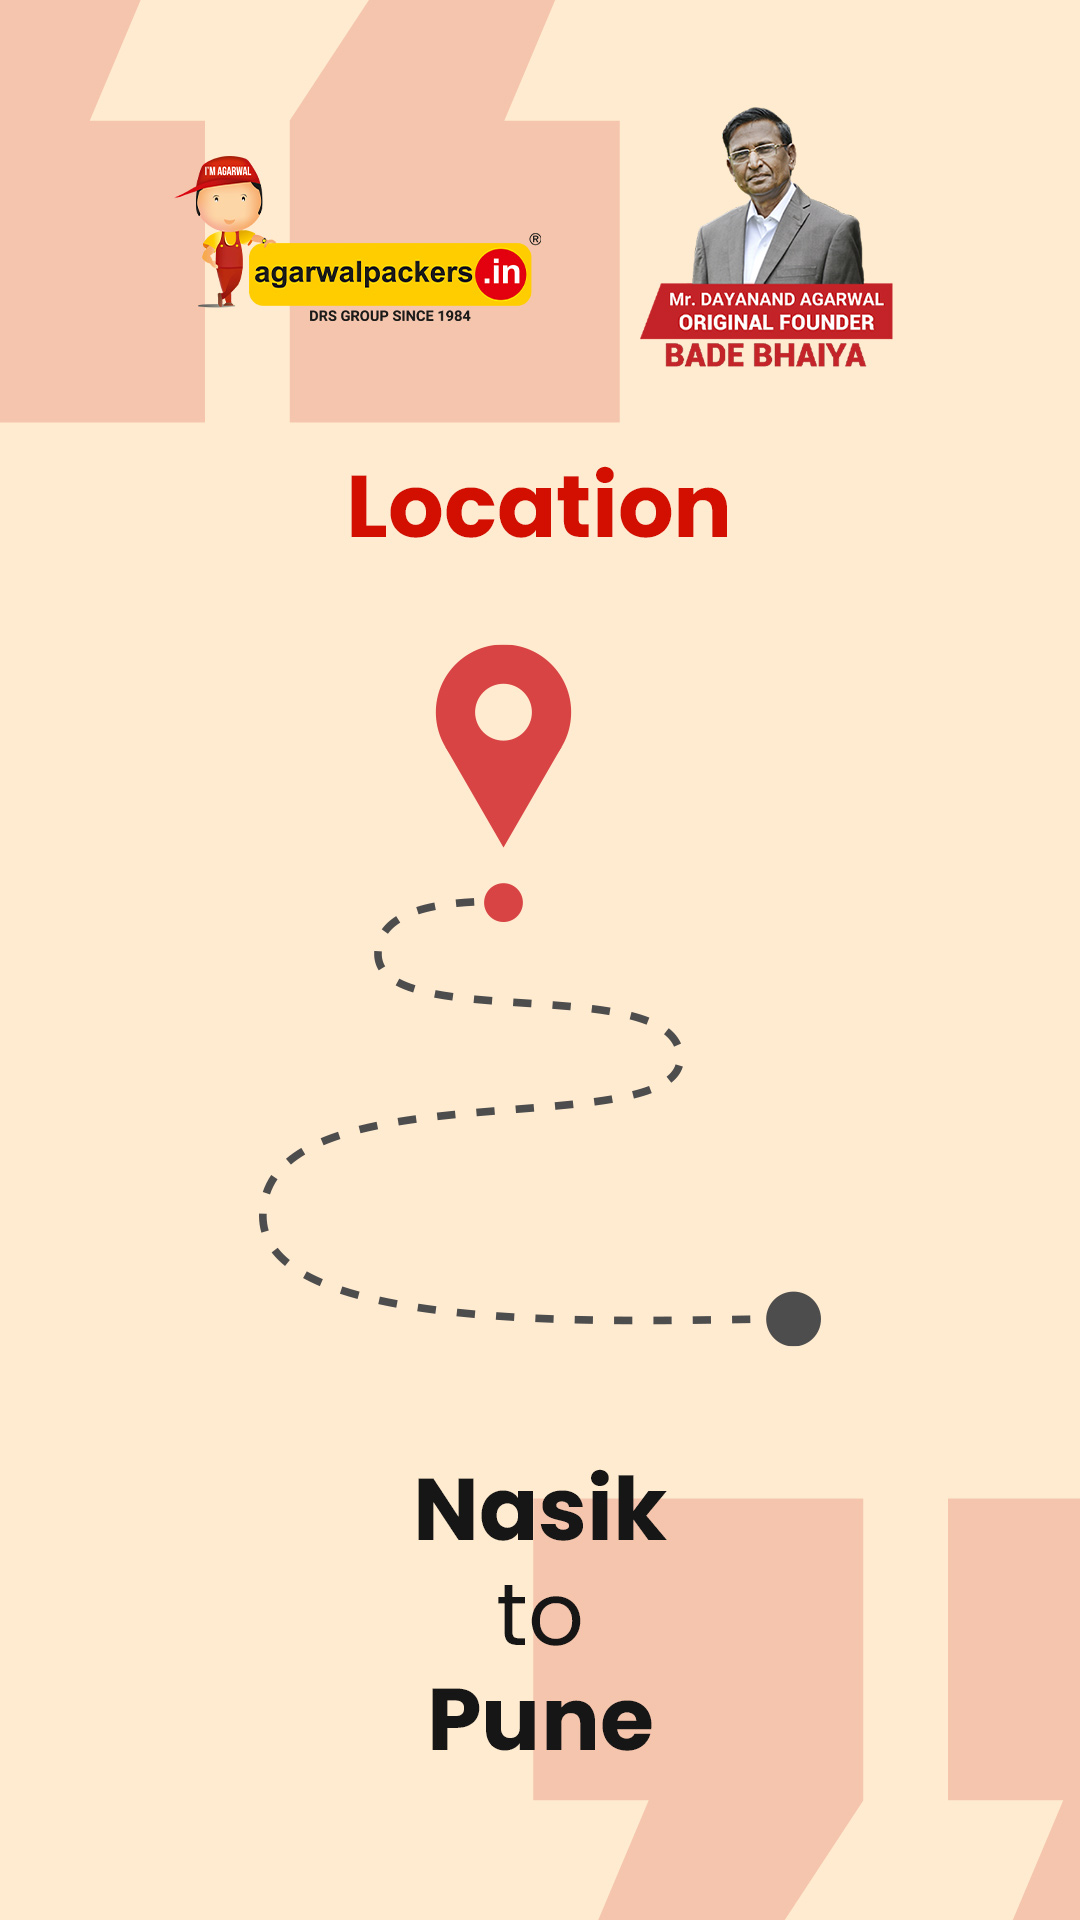 I'M AGARWAL
agarwalpackers.in
®
DRS GROUP SINCE 1984
Mr. DAYANAND AGARWAL
ORIGINAL FOUNDER
BADE BHAIYA
Location
Nasik
to
Pune